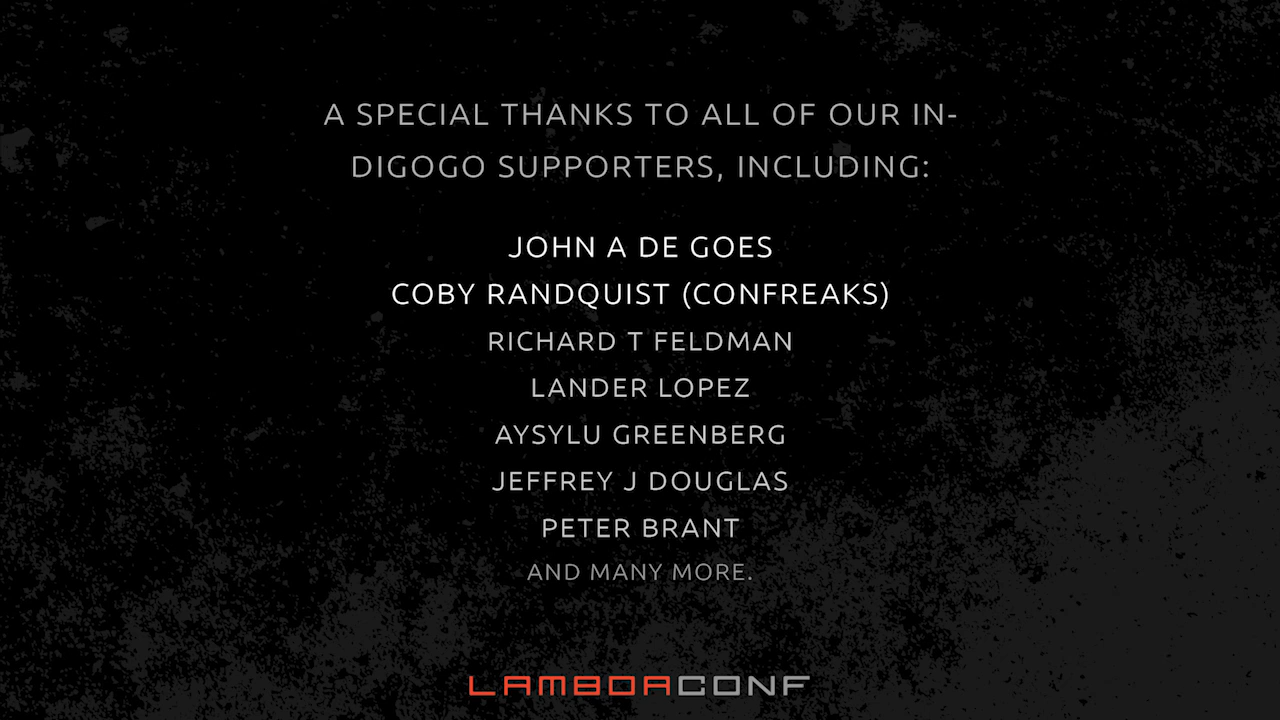 A SPECIAL THANKS TO ALL OF OUR IN-
DIGOGO SUPPORTERS, INCLUDING:
JOHN A DE GOES
COBY RANDQUIST (CONFREAKS)
RICHARD T FELDMAN
LANDER LOPEZ
AYSYLU GREENBERG
JEFFREY J DOUGLAS
PETER BRANT
AND MANY MORE.
LAMBDACONF